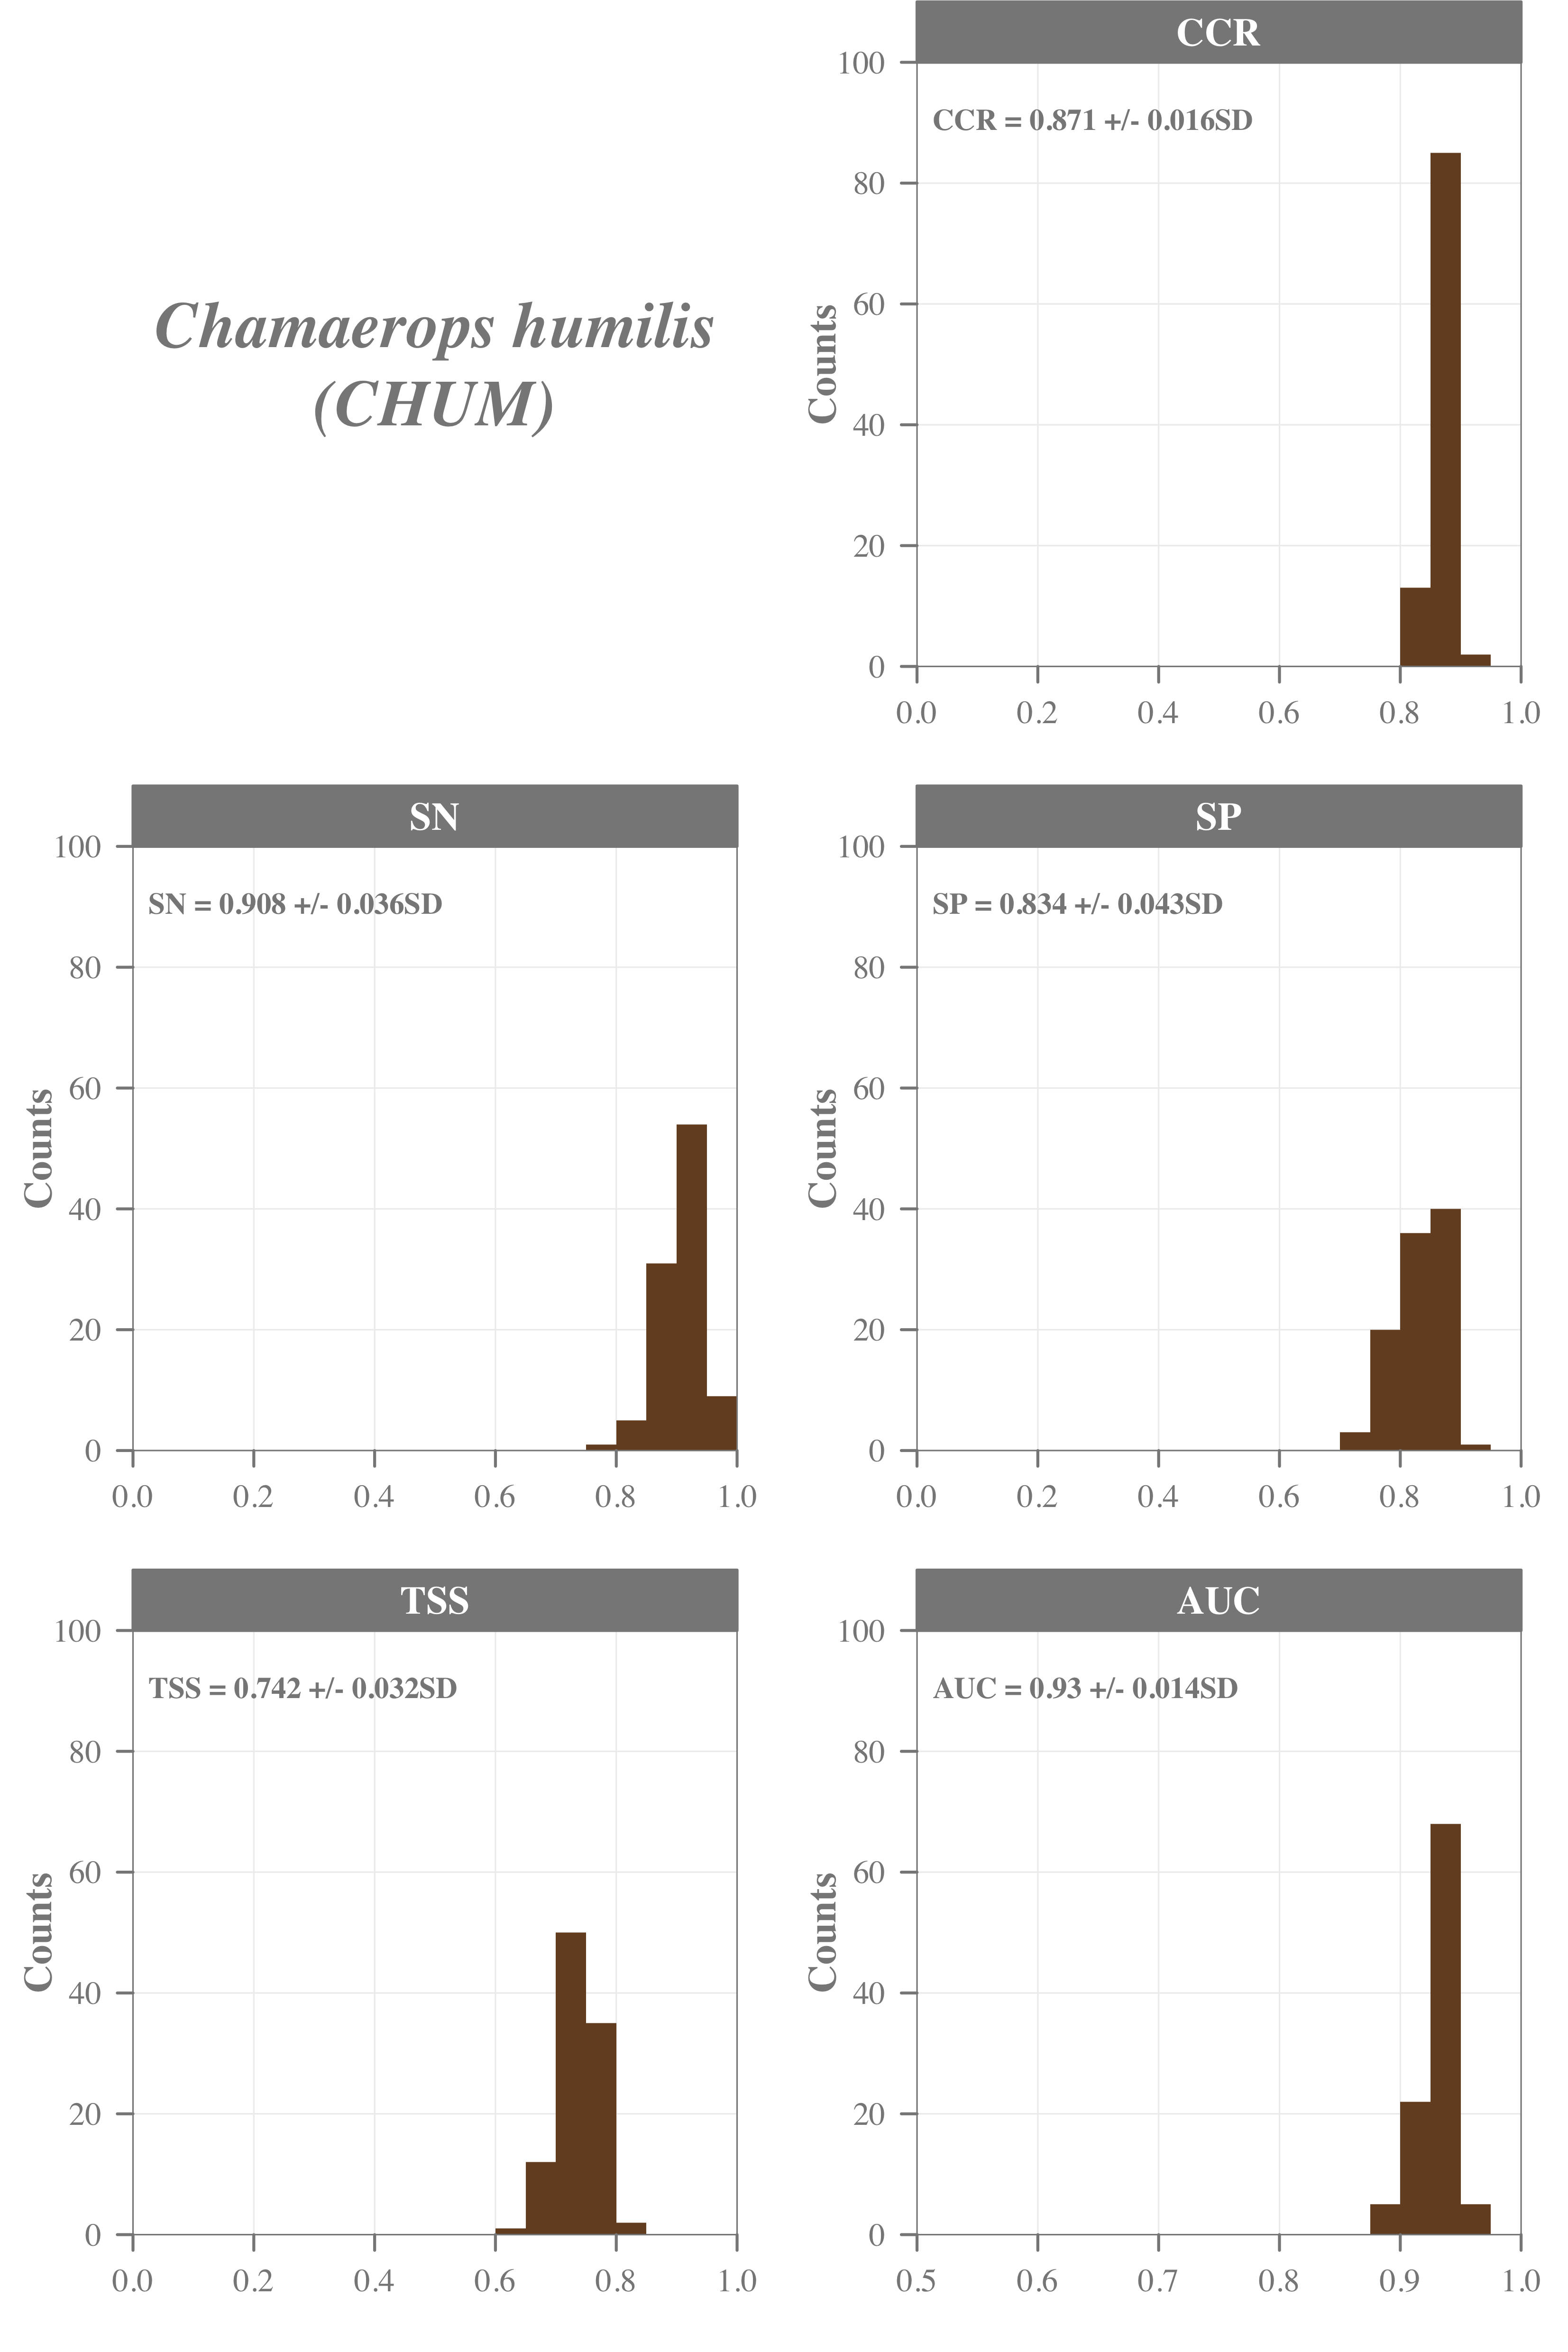 Chamaerops humilis
(CHUM)
CCR
CCR = 0.871 +/- 0.016SD
Counts
100
80
60
40
20
0
0.0 0.2 0.4 0.6 0.8 1.0
SN
SN = 0.908 +/- 0.036SD
Counts
100
80
60
40
20
0
0.0 0.2 0.4 0.6 0.8 1.0
SP
SP = 0.834 +/- 0.043SD
Counts
100
80
60
40
20
0
0.0 0.2 0.4 0.6 0.8 1.0
TSS
TSS = 0.742 +/- 0.032SD
Counts
100
80
60
40
20
0
0.0 0.2 0.4 0.6 0.8 1.0
AUC
AUC = 0.93 +/- 0.014SD
Counts
100
80
60
40
20
0
0.5 0.6 0.7 0.8 0.9 1.0